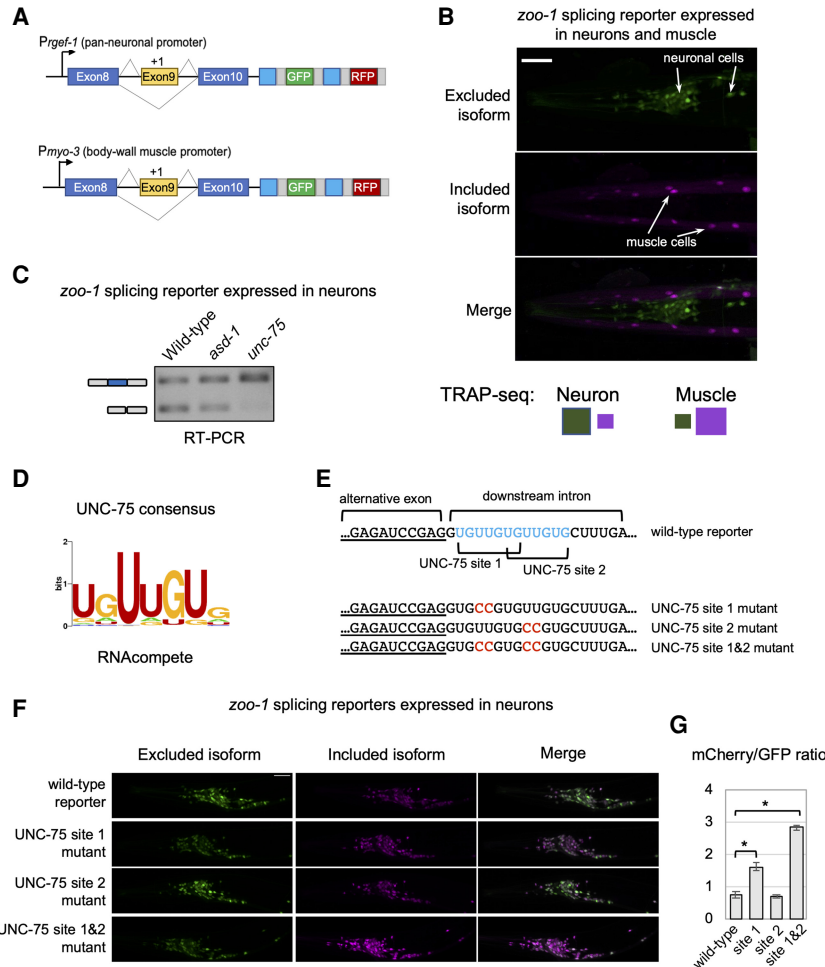 A
Prgef-1 (pan-neuronal promoter)
+1
Exon8 Exon9 Exon10 GFP RFP
Pmyo-3 (body-wall muscle promoter)
+1
Exon8 Exon9 Exon10 GFP RFP
B
zoo-1 splicing reporter expressed
in neurons and muscle
neuronal cells
Excluded
isoform
Included
isoform
muscle cells
Merge
TRAP-seq: Neuron Muscle
C
zoo-1 splicing reporter expressed in neurons
Wild-type asd-1 unc-75
RT-PCR
D
UNC-75 consensus
2
bits
1
0
UGUUGUG
RNAcompete
E
alternative exon downstream intron
…GAGAUCCGAGGUGUUGUGUUGUGCUUUGA… wild-type reporter
UNC-75 site 1
UNC-75 site 2
…GAGAUCCGAGGUGCCGUGUUGUGCUUUGA… UNC-75 site 1 mutant
…GAGAUCCGAGGUGUUGUGCCGUGCUUUGA… UNC-75 site 2 mutant
…GAGAUCCGAGGUGCCGUGCCGUGCUUUGA… UNC-75 site 1&2 mutant
F
zoo-1 splicing reporters expressed in neurons
Excluded isoform Included isoform Merge
wild-type
reporter
UNC-75 site 1
mutant
UNC-75 site 2
mutant
UNC-75 site 1&2
mutant
G
mCherry/GFP ratio
4
3
2
1
0
* *
wild-type site 1 site 2 site 1&2